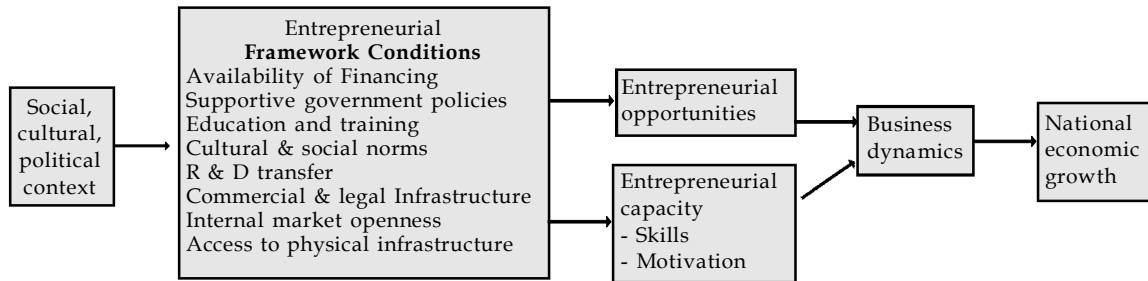 Social,
cultural,
political
context
Entrepreneurial
Framework Conditions
Availability of Financing
Supportive government policies
Education and training
Cultural & social norms
R & D transfer
Commercial & legal Infrastructure
Internal market openness
Access to physical infrastructure
Entrepreneurial
opportunities
Entrepreneurial
capacity
- Skills
- Motivation
Business
dynamics
National
economic
growth